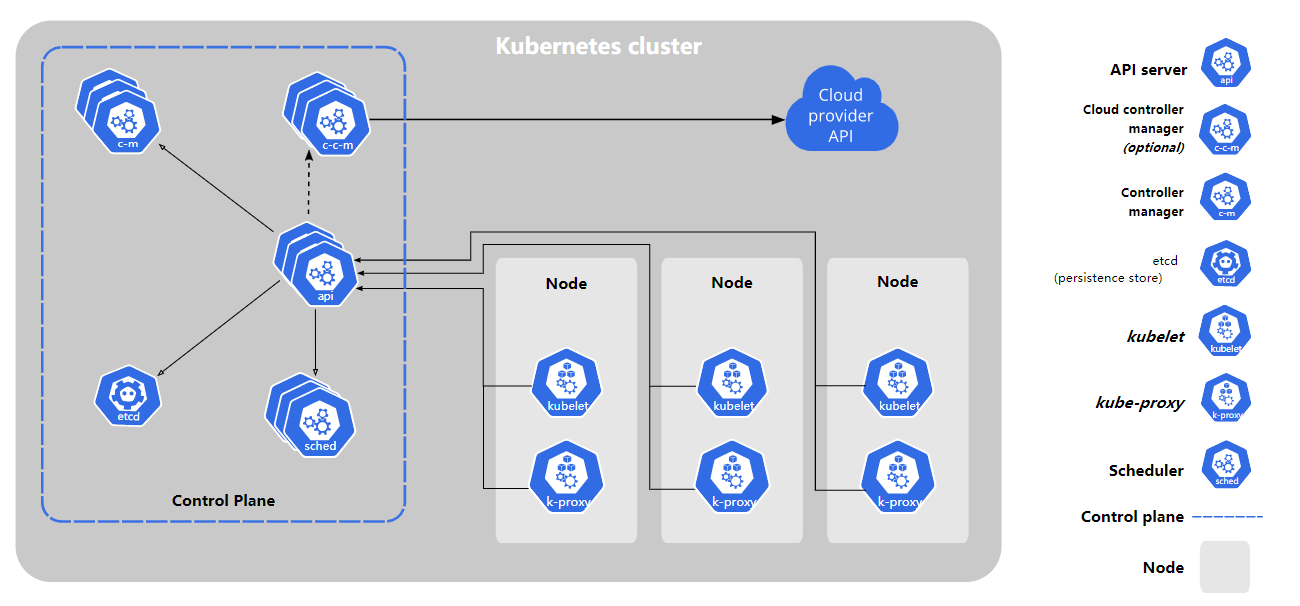 Kubernetes cluster
c-m
c-c-m
Cloud
provider
API
api
Node
Node
Node
etcd
sched
kubelet
kubelet
kubelet
k-proxy
k-proxy
k-proxy
Control Plane
API server
api
Cloud controller
manager
(optional)
c-c-m
Controller
manager
c-m
etcd
(persistence store)
etcd
kubelet
kubelet
kube-proxy
k-proxy
Scheduler
sched
Control plane
Node